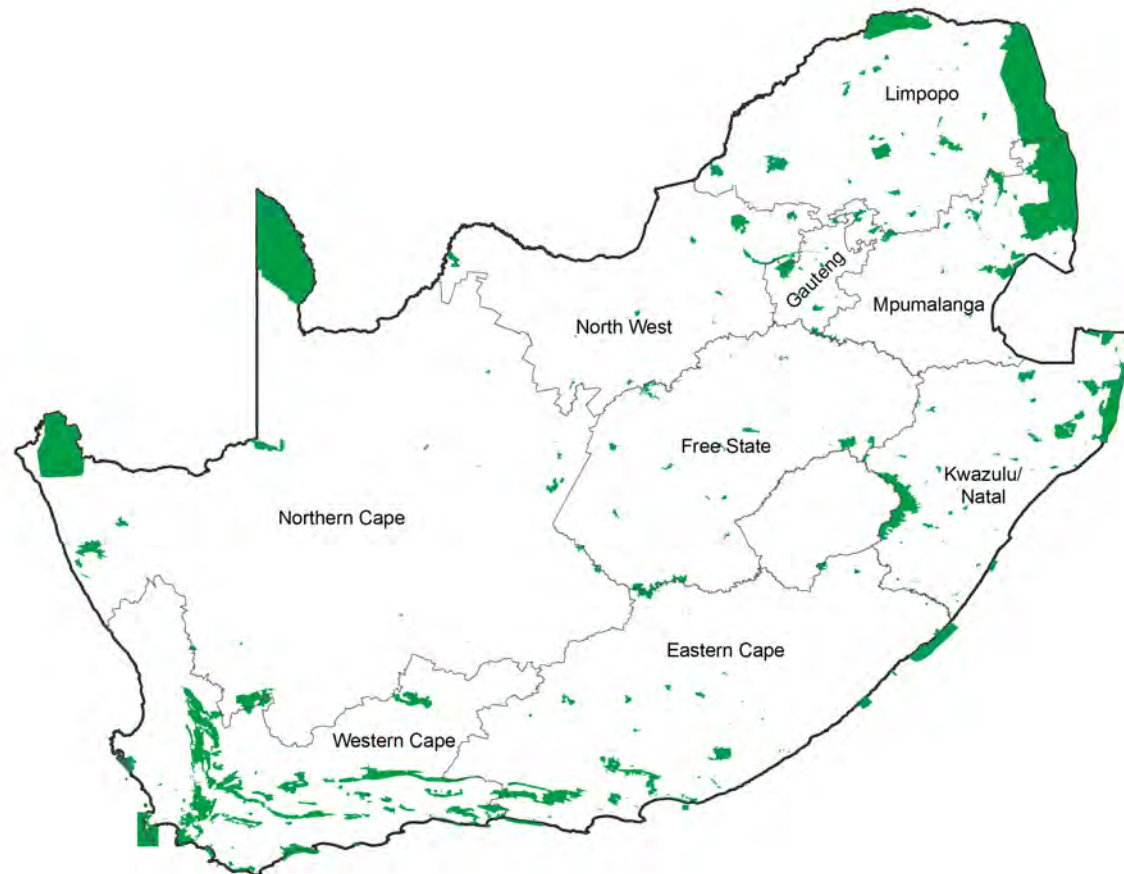 Limpopo
Gauteng
Mpumalanga
North West
Free State
Kwazulu/
Natal
Northern Cape
Eastern Cape
Western Cape